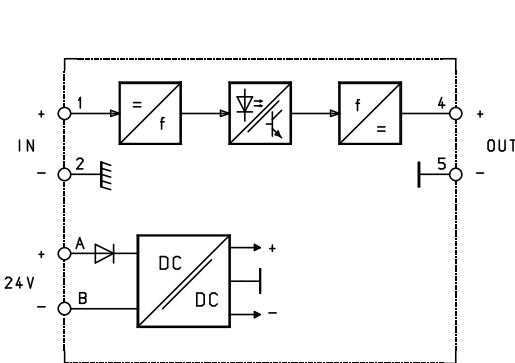 + 1 = f f = 4 +
IN OUT
- 2 5 -
+ A DC DC +
24V
- B -